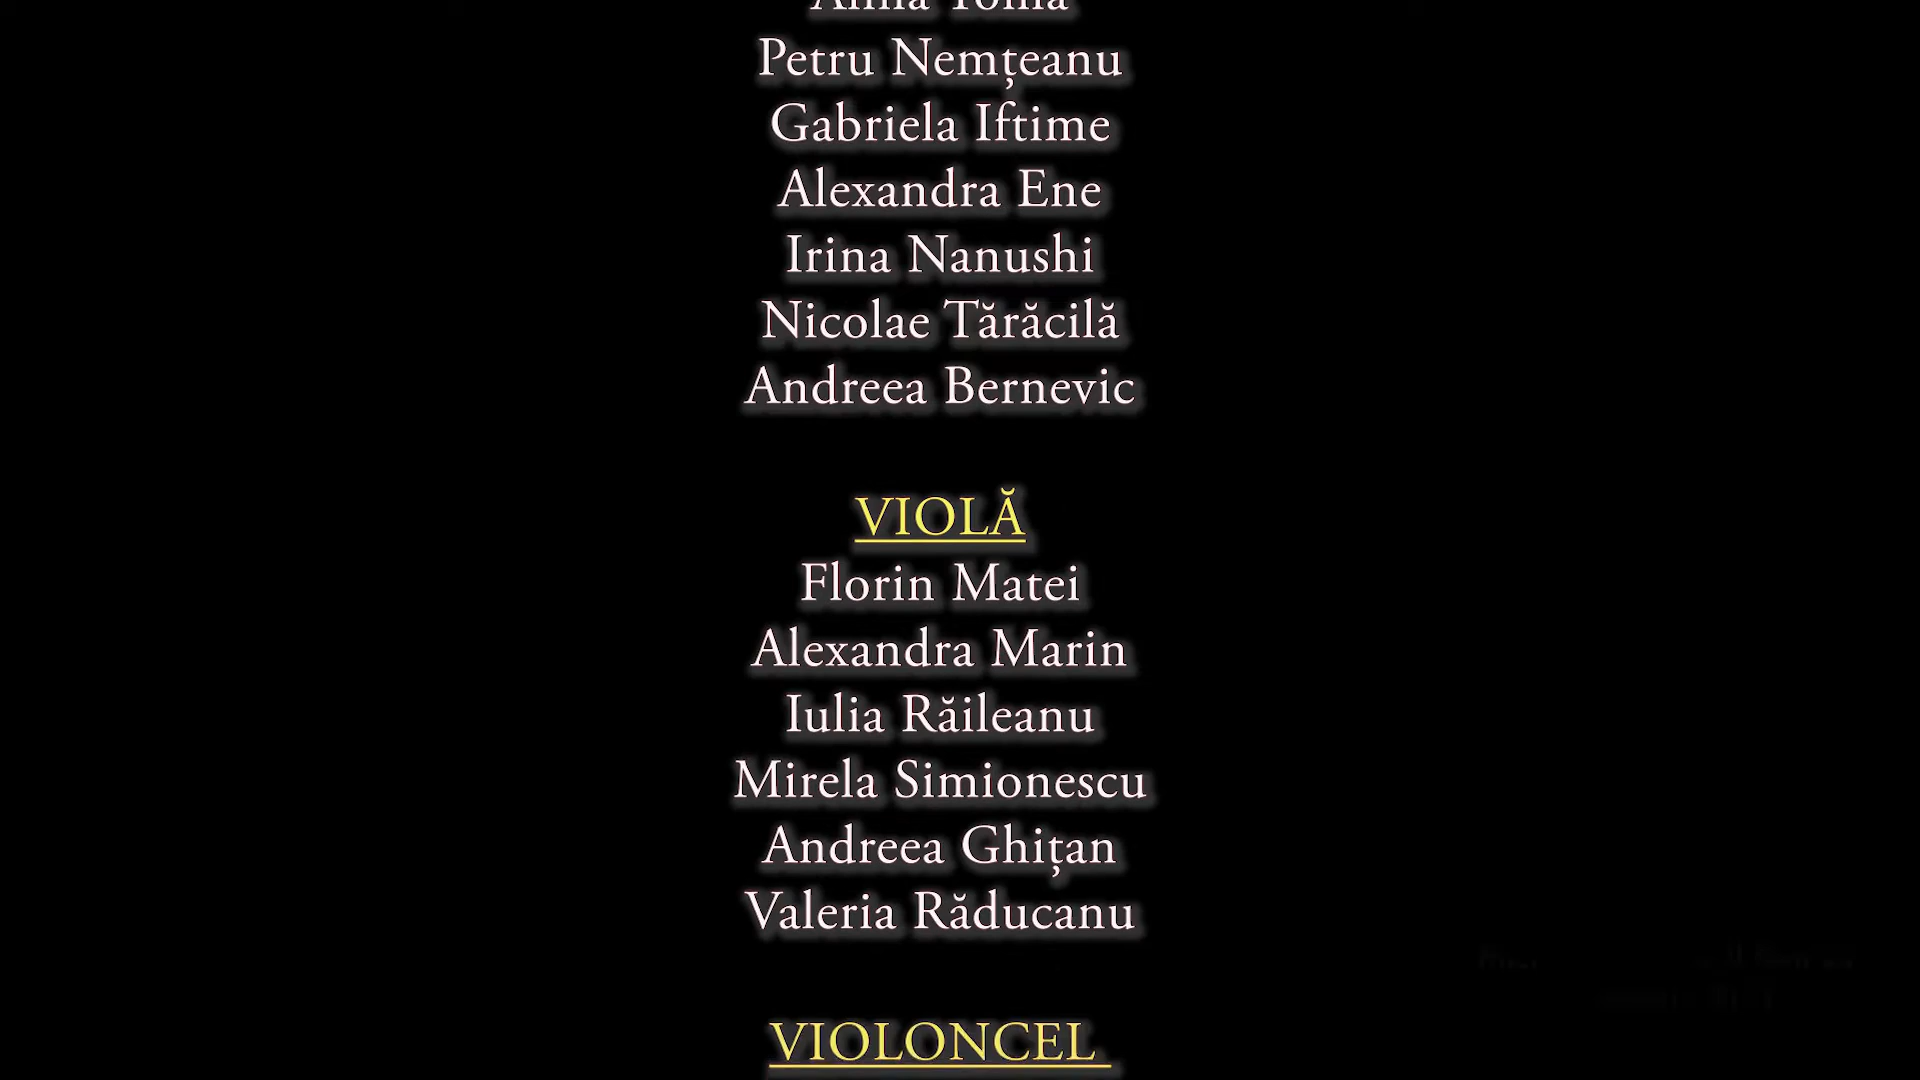 Petru Nemțeanu
Gabriela Iftime
Alexandra Ene
Irina Nanushi
Nicolae Tărăcilă
Andreea Bernevic
VIOLĂ
Florin Matei
Alexandra Marin
Iulia Răileanu
Mirela Simionescu
Andreea Ghițan
Valeria Răducanu
VIOLONCEL